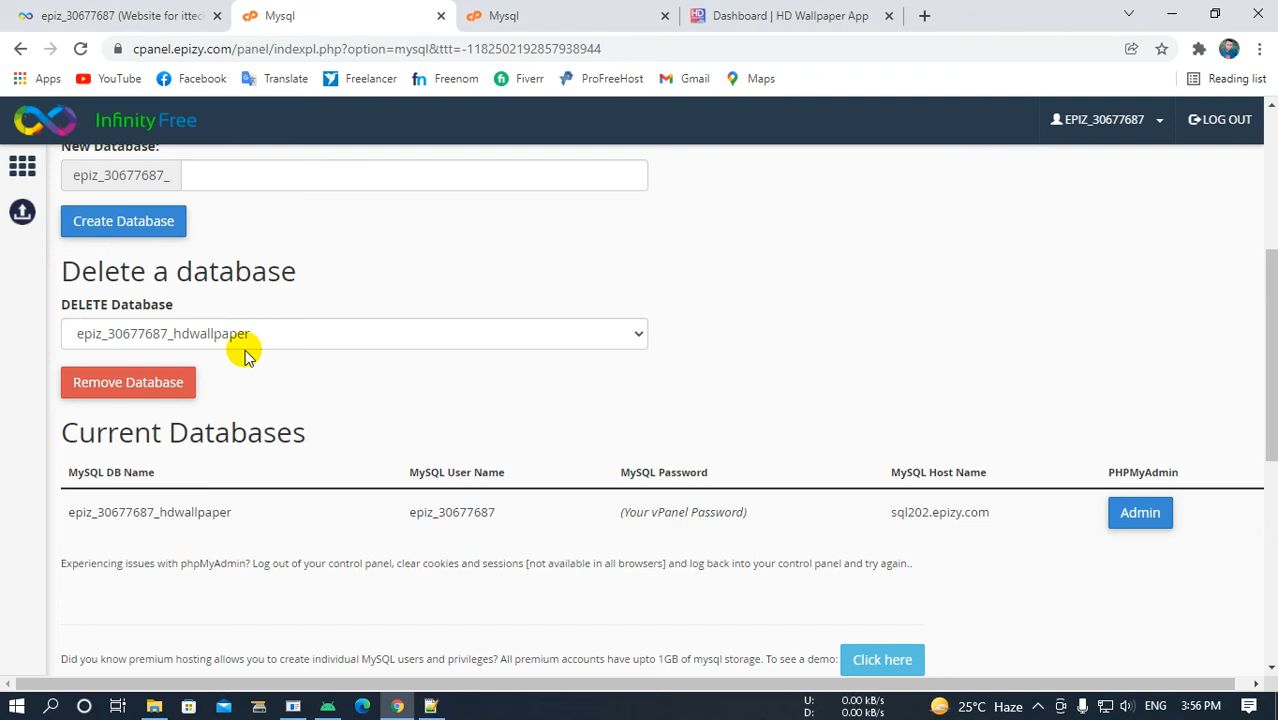 epiz_30677687 (Website for ittec
Mysql
Mysql
Dashboard | HD Wallpaper App
cpanel.epizy.com/panel/indexpl.php?option=mysql&ttt=-1182502192857938944
Apps
YouTube
Facebook
Translate
Freelancer
Freenom
Fiverr
ProFreeHost
Gmail
Maps
Reading list
InfinityFree
EPIZ_30677687
LOG OUT
New Database:
epiz_30677687_
Create Database
Delete a database
DELETE Database
epiz_30677687_hdwallpaper
Remove Database
Current Databases
MySQL DB Name MySQL User Name MySQL Password MySQL Host Name PHPMyAdmin
epiz_30677687_hdwallpaper epiz_30677687 (Your vPanel Password) sql202.epizy.com Admin
Experiencing issues with phpMyAdmin? Log out of your control panel, clear cookies and sessions [not available in all browsers] and log back into your control panel and try again..
Did you know premium hosting allows you to create individual MySQL users and privileges? All premium accounts have upto 1GB of mysql storage. To see a demo: Click here
U: 0.00 kB/s
D: 0.00 kB/s
25°C Haze
ENG
3:56 PM